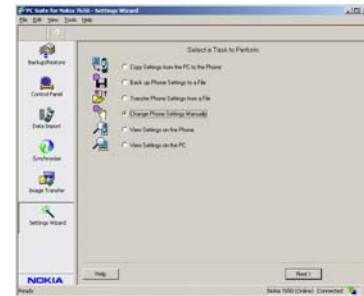 PC Suite for Nokia 7650 - Settings Wizard
File Edit View Tools Help
Select a Task to Perform:
Backup/Restore
Copy Settings from the PC to the Phone
Back up Phone Settings to a File
Control Panel
Transfer Phone Settings from a File
Change Phone Settings Manually
Data Import
View Settings on the Phone
View Settings on the PC
Synchronise
Image Transfer
Settings Wizard
Help
Next >
NOKIA
Ready
Nokia 7650 (Online) Connected